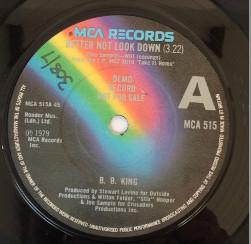 MCA RECORDS
BETTER NOT LOOK DOWN (3.22)
DEMO
RECORD
NOT FOR SALE
A
MCA 515A 45
Rondor Mus.
(Ldn.) Ltd.
MCA 515
℗1979
MCA Records
Inc.
B. B. KING
Produced by Stewart Levine for Outside
Productions & Wilton Felder, "Stix" Hooper
& Joe Sample for Crusaders
Productions Inc.